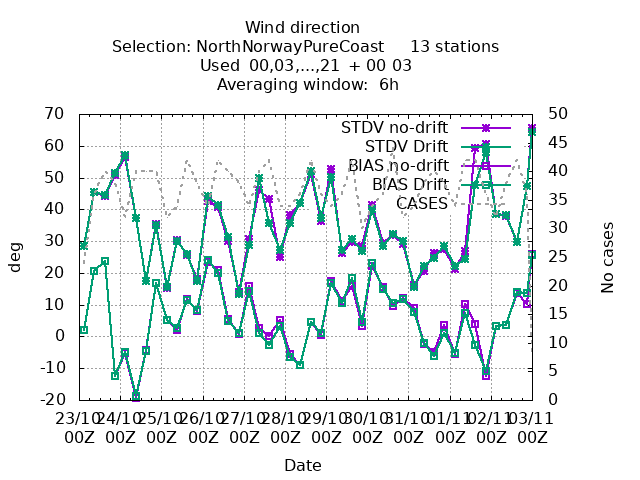 Wind direction
Selection: NorthNorwayPureCoast 13 stations
Used 00,03,...,21 + 00 03
Averaging window: 6h
70 50
STDV no-drift
60 45
STDV Drift
50 40
BIAS no-drift
BIAS Drift
40 35
CASES
30 30
20 25
10 20
0 15
-10 10
-20 5
0
deg
No cases
23/10 24/10 25/10 26/10 27/10 28/10 29/10 30/10 31/10 01/11 02/11 03/11
00Z 00Z 00Z 00Z 00Z 00Z 00Z 00Z 00Z 00Z 00Z 00Z
Date